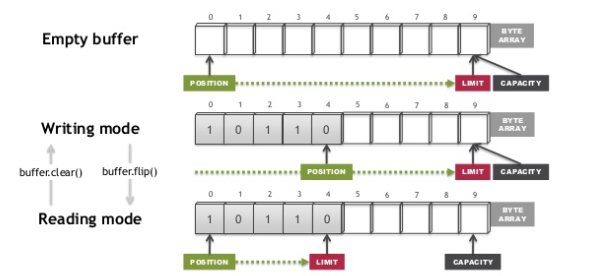 0 1 2 3 4 5 6 7 8 9
Empty buffer
BYTE ARRAY
POSITION LIMIT CAPACITY
0 1 2 3 4 5 6 7 8 9
Writing mode
1 0 1 1 0
BYTE ARRAY
buffer.clear() buffer.flip()
POSITION LIMIT CAPACITY
0 1 2 3 4 5 6 7 8 9
Reading mode
1 0 1 1 0
BYTE ARRAY
POSITION LIMIT CAPACITY